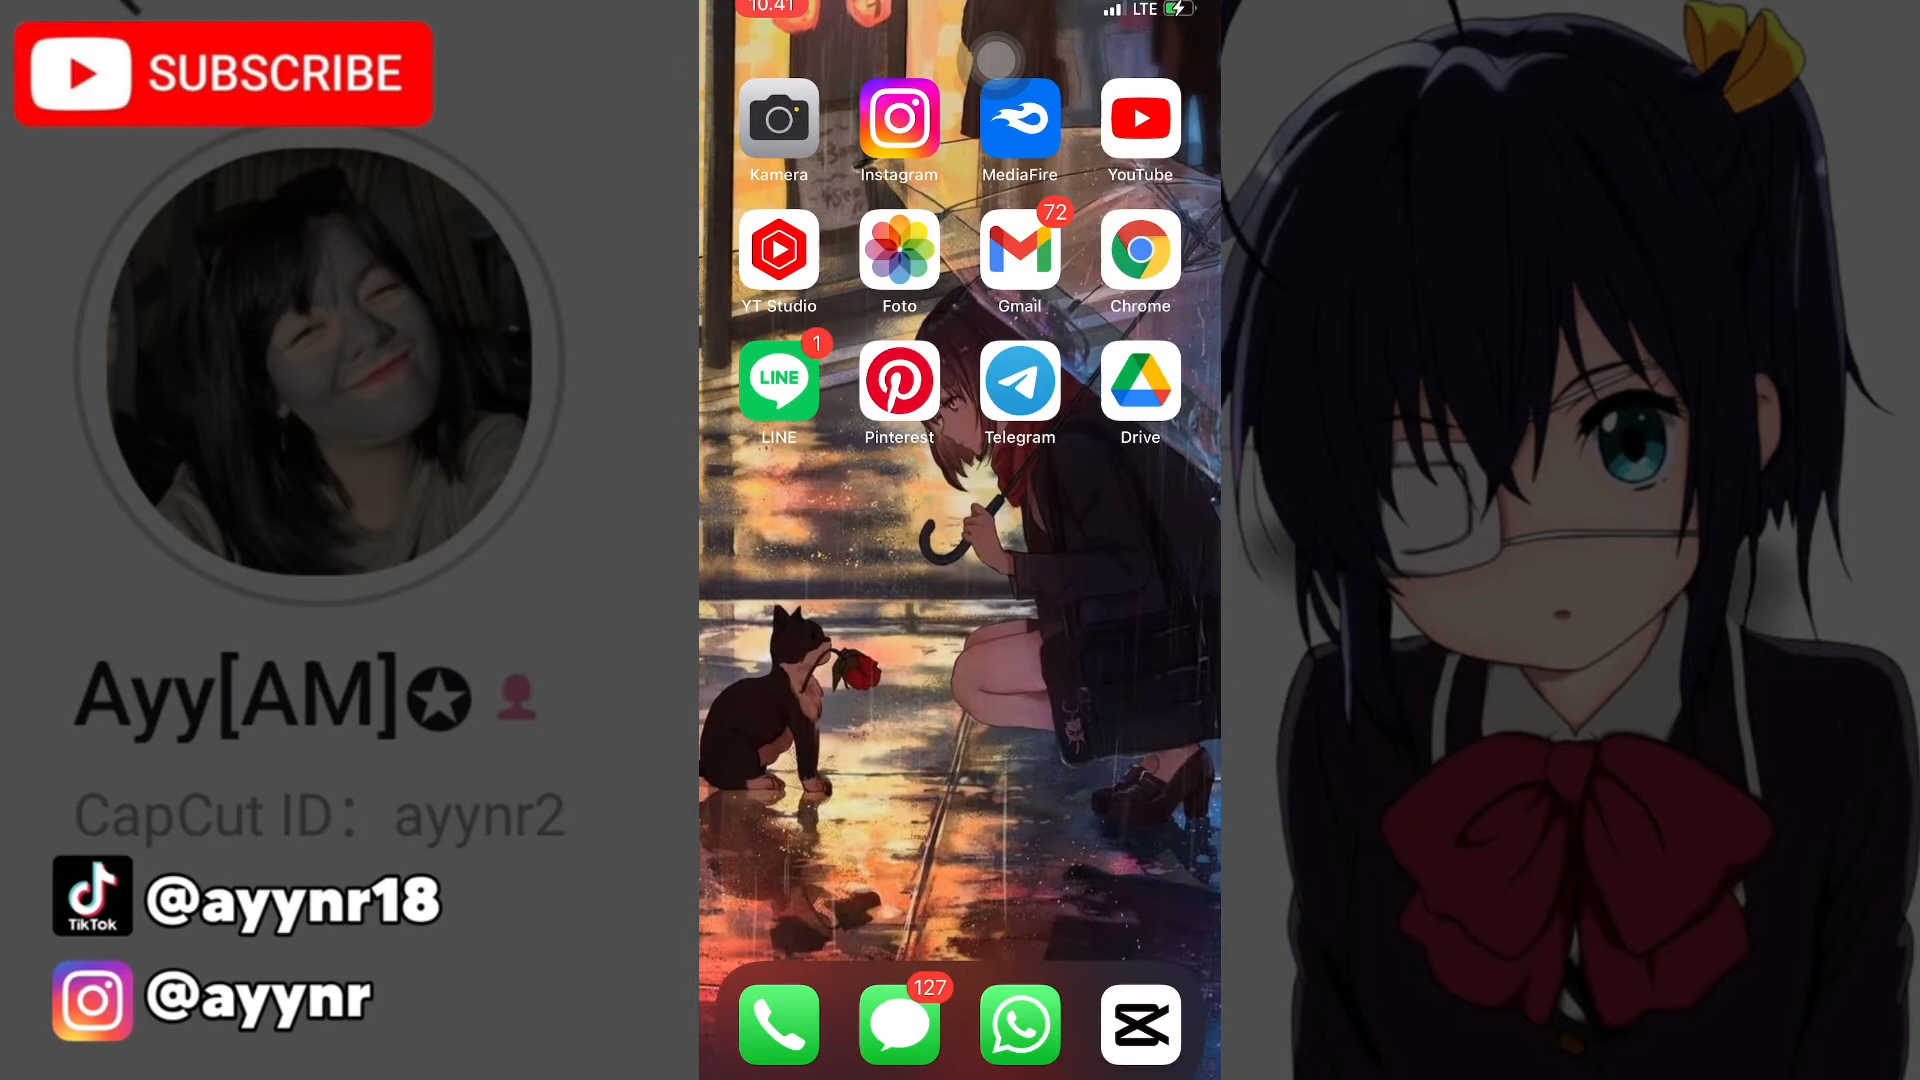 SUBSCRIBE
Ayy[AM]
CapCut ID: ayynr2
TikTok
@ayynr18
@ayynr
10.41
LTE
Kamera
Instagram
MediaFire
YouTube
72
YT Studio
Foto
Gmail
Chrome
1
LINE
LINE
Pinterest
Telegram
Drive
127